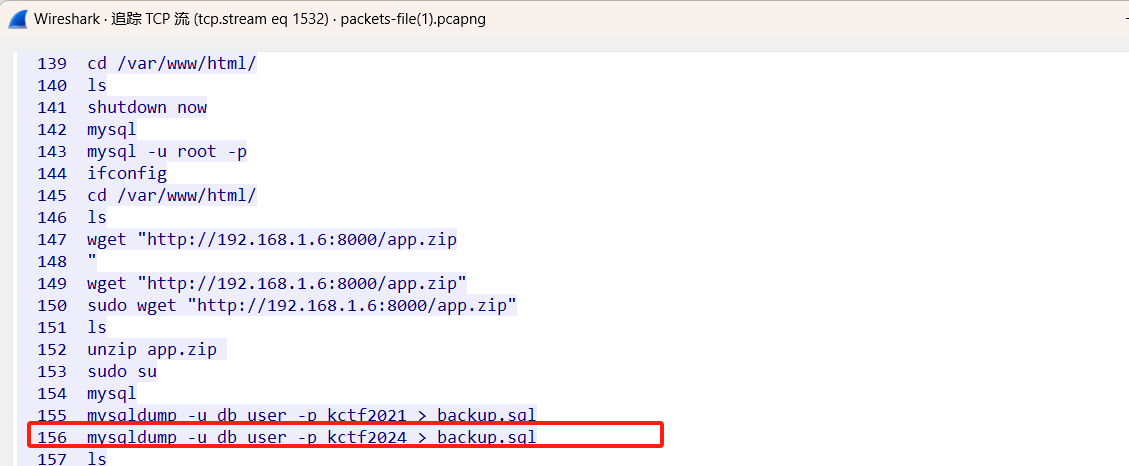 Wireshark · 追踪 TCP 流 (tcp.stream eq 1532) · packets-file(1).pcapng
139 cd /var/www/html/
140 ls
141 shutdown now
142 mysql
143 mysql -u root -p
144 ifconfig
145 cd /var/www/html/
146 ls
147 wget "http://192.168.1.6:8000/app.zip
148 "
149 wget "http://192.168.1.6:8000/app.zip"
150 sudo wget "http://192.168.1.6:8000/app.zip"
151 ls
152 unzip app.zip
153 sudo su
154 mysql
155 mysqldump -u db_user -p kctf2021 > backup.sql
156 mysqldump -u db_user -p kctf2024 > backup.sql
157 ls